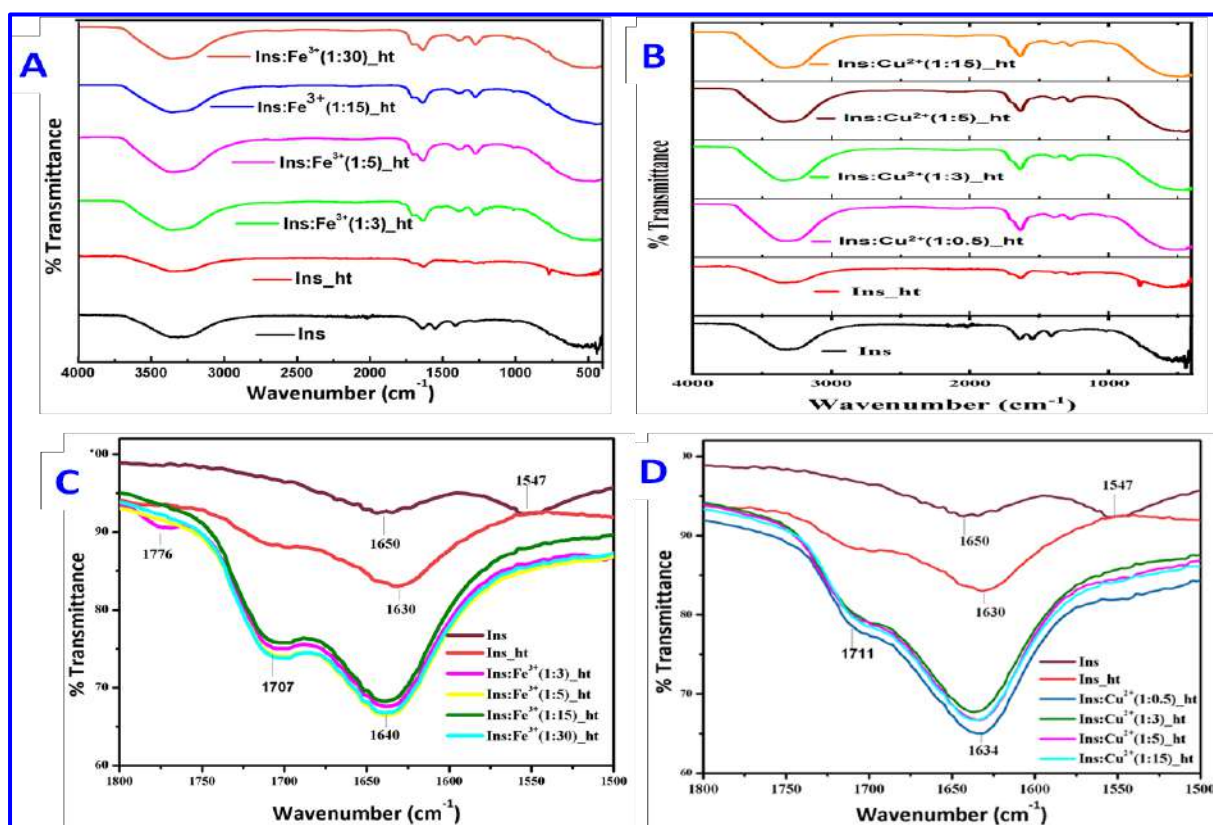 A
Ins:Fe³⁺(1:30)_ht
Ins:Fe³⁺(1:15)_ht
Ins:Fe³⁺(1:5)_ht
Ins:Fe³⁺(1:3)_ht
Ins_ht
Ins
% Transmittance
4000 3500 3000 2500 2000 1500 1000 500
Wavenumber (cm⁻¹)
B
Ins:Cu²⁺(1:15)_ht
Ins:Cu²⁺(1:5)_ht
Ins:Cu²⁺(1:3)_ht
Ins:Cu²⁺(1:0.5)_ht
Ins_ht
Ins
% Transmittance
4000 3000 2000 1000
Wavenumber (cm⁻¹)
C
% Transmittance
90
80
70
60
1547
1650
1776
1630
1707
1640
Ins
Ins_ht
Ins:Fe³⁺(1:3)_ht
Ins:Fe³⁺(1:5)_ht
Ins:Fe³⁺(1:15)_ht
Ins:Fe³⁺(1:30)_ht
1800 1750 1700 1650 1600 1550 1500
Wavenumber (cm⁻¹)
D
% Transmittance
90
80
70
60
1547
1650
1630
1711
1634
Ins
Ins_ht
Ins:Cu²⁺(1:0.5)_ht
Ins:Cu²⁺(1:3)_ht
Ins:Cu²⁺(1:5)_ht
Ins:Cu²⁺(1:15)_ht
1800 1750 1700 1650 1600 1550 1500
Wavenumber (cm⁻¹)